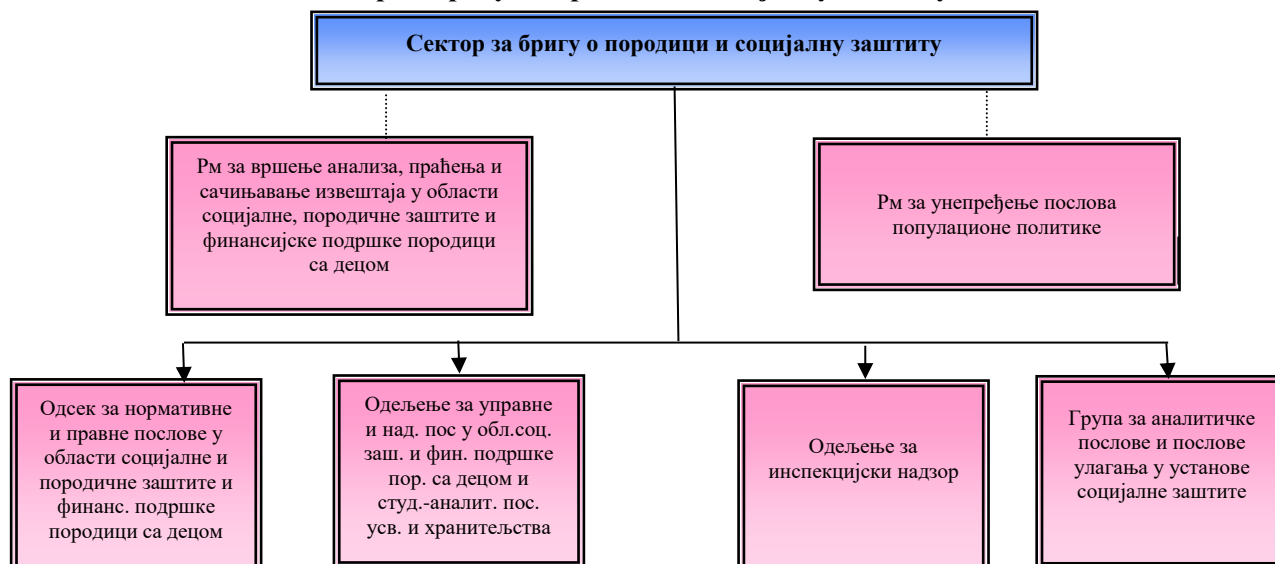 Сектор за бригу о породици и социјалну заштиту
Рм за вршење анализа, праћења и
сачињавање извештаја у области
социјалне, породичне заштите и
финансијске подршке породици
са децом
Рм за унепређење послова
популационе политике
Одсек за нормативне
и правне послове у
области социјалне и
породичне заштите и
финанс. подршке
породици са децом
Одељење за управне
и над. пос у обл.соц.
заш. и фин. подршке
пор. са децом и
студ.-аналит. пос.
усв. и хранитељства
Одељење за
инспекцијски надзор
Група за аналитичке
послове и послове
улагања у установе
социјалне заштите